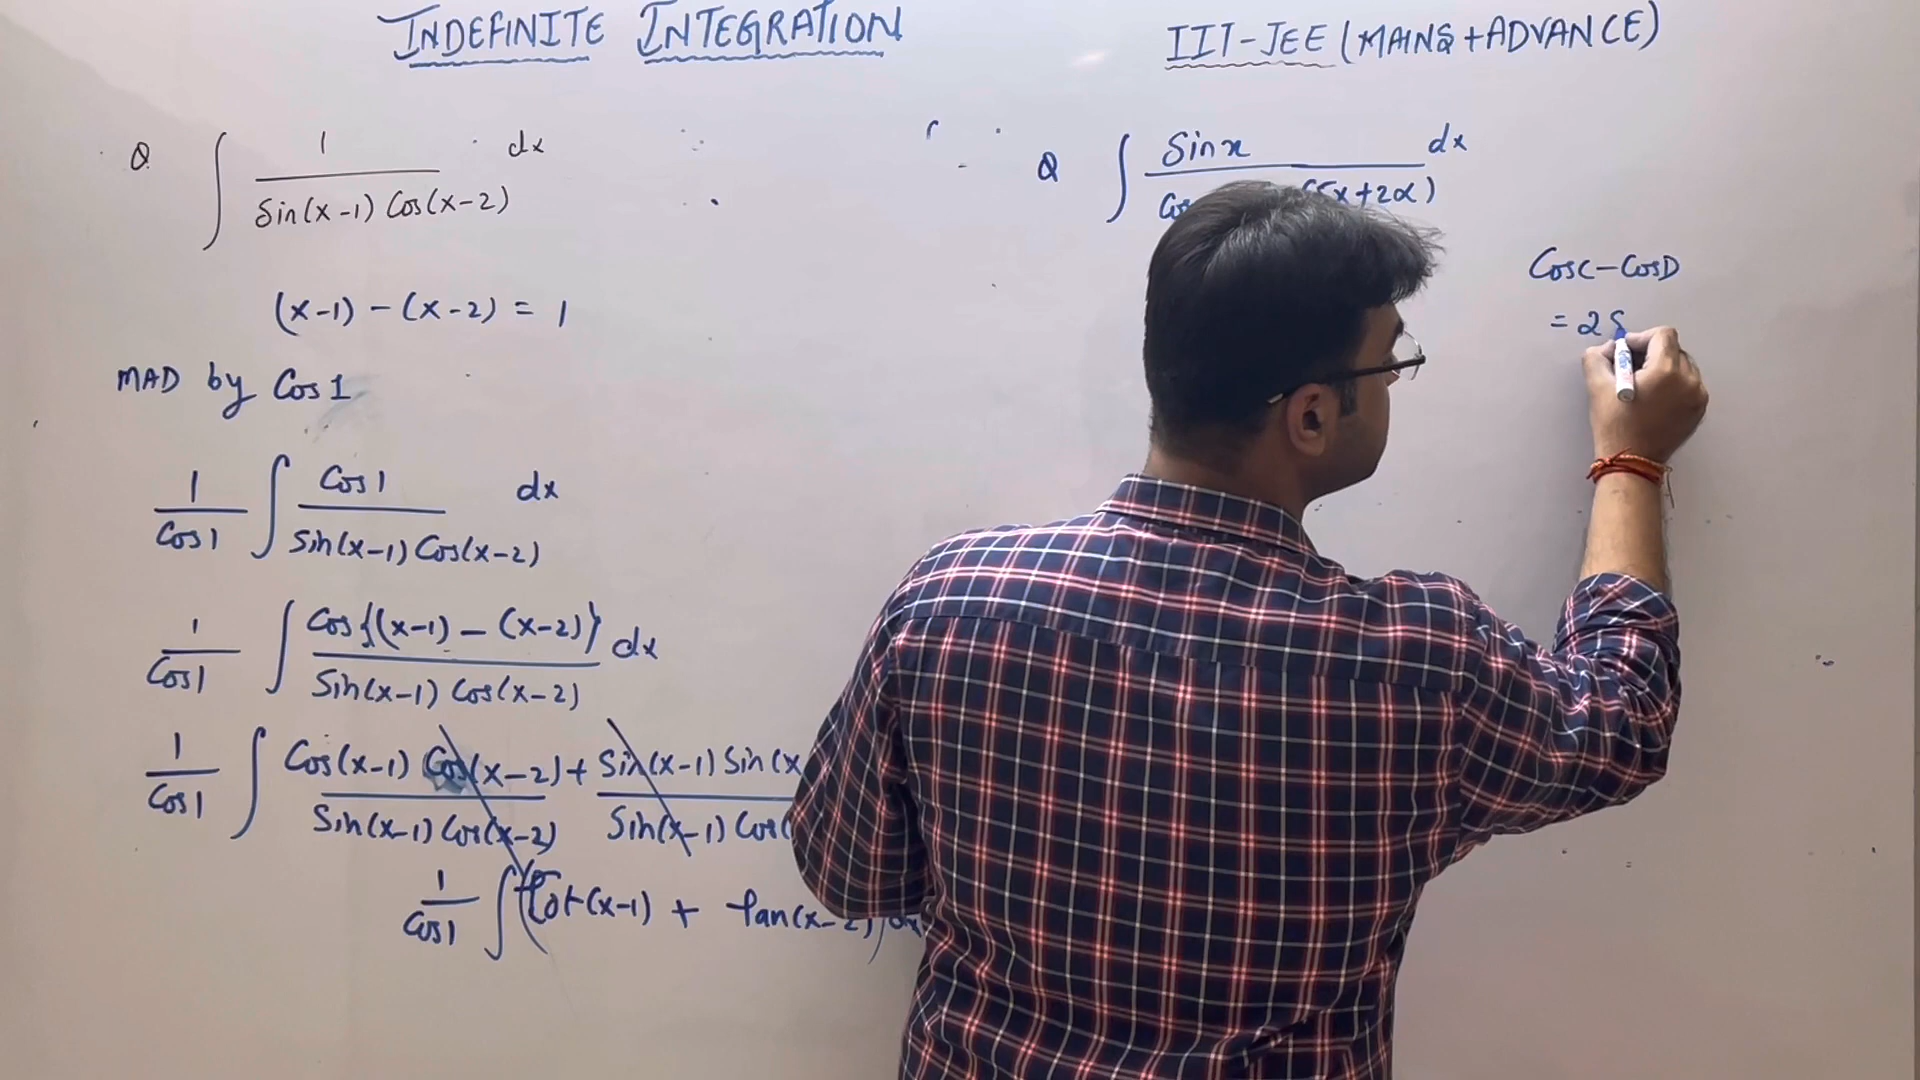 INDEFINITE INTEGRATION
IIT-JEE (MAINS+ADVANCE)
Q ∫ 1 / Sin(x-1) Cos(x-2) dx
(x-1) - (x-2) = 1
MAD by Cos1
1/Cos1 ∫ Cos1 / Sin(x-1) Cos(x-2) dx
1/Cos1 ∫ Cos{(x-1) - (x-2)} / Sin(x-1) Cos(x-2) dx
1/Cos1 ∫ Cos(x-1) Cos(x-2) / Sin(x-1) Cos(x-2) + Sin(x-1) Sin(x / Sin(x-1) Cos(
1/Cos1 ∫ (Cot(x-1) + tan(x-2)) dx
Q ∫ Sinx / Cos x+2α) dx
CosC-CosD
= 2 S